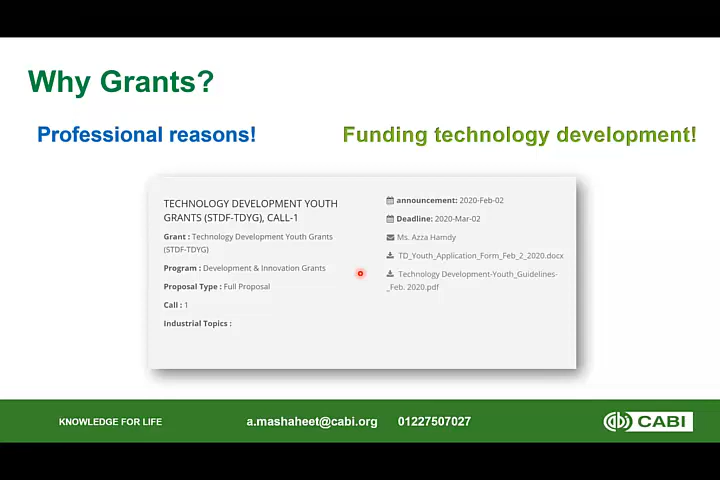 Why Grants?
Professional reasons!
Funding technology development!
TECHNOLOGY DEVELOPMENT YOUTH
GRANTS (STDF-TDYG), CALL-1
Grant : Technology Development Youth Grants
(STDF-TDYG)
Program : Development & Innovation Grants
Proposal Type : Full Proposal
Call : 1
Industrial Topics :
announcement: 2020-Feb-02
Deadline: 2020-Mar-02
Ms. Azza Hamdy
TD_Youth_Application_Form_Feb_2_2020.docx
Technology Development-Youth_Guidelines-
_Feb. 2020.pdf
KNOWLEDGE FOR LIFE
a.mashaheet@cabi.org
01227507027
CABI